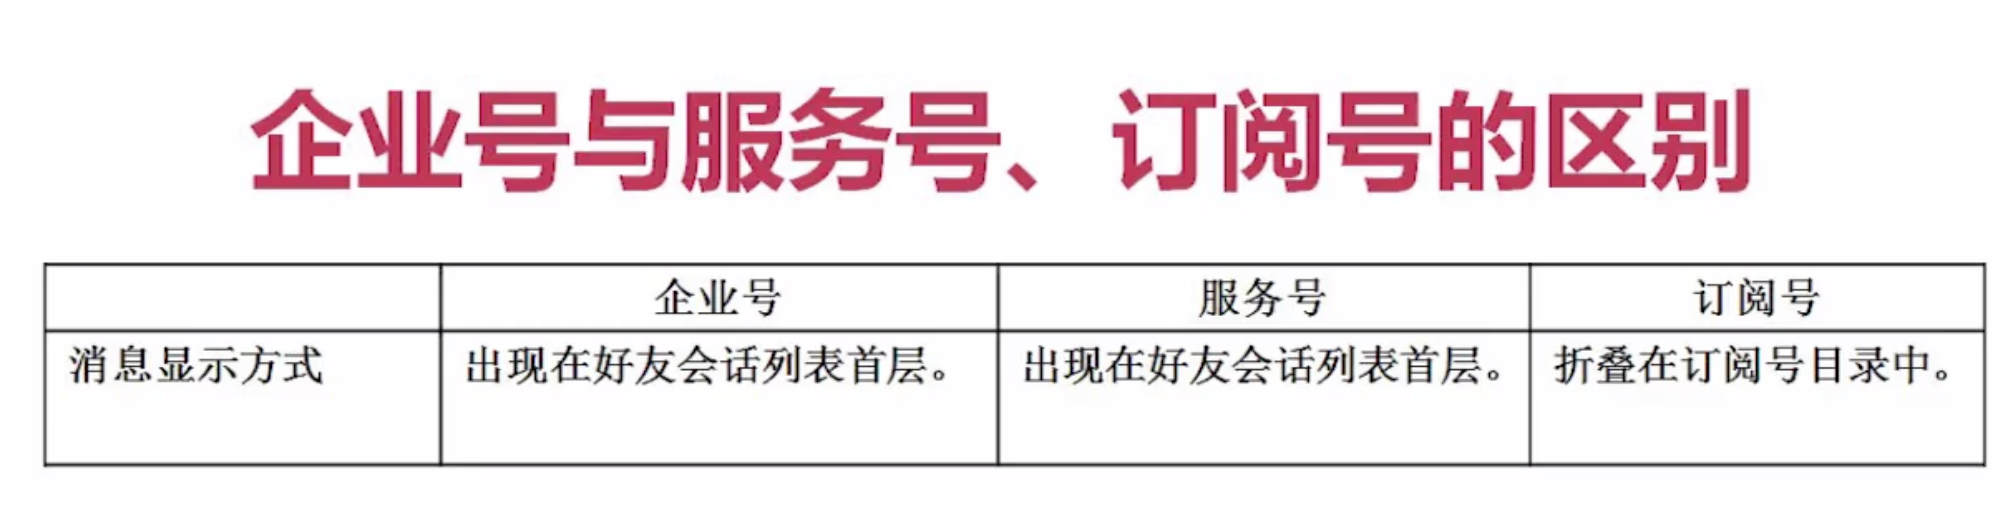 企业号与服务号、订阅号的区别
企业号 服务号 订阅号
消息显示方式 出现在好友会话列表首层。 出现在好友会话列表首层。 折叠在订阅号目录中。